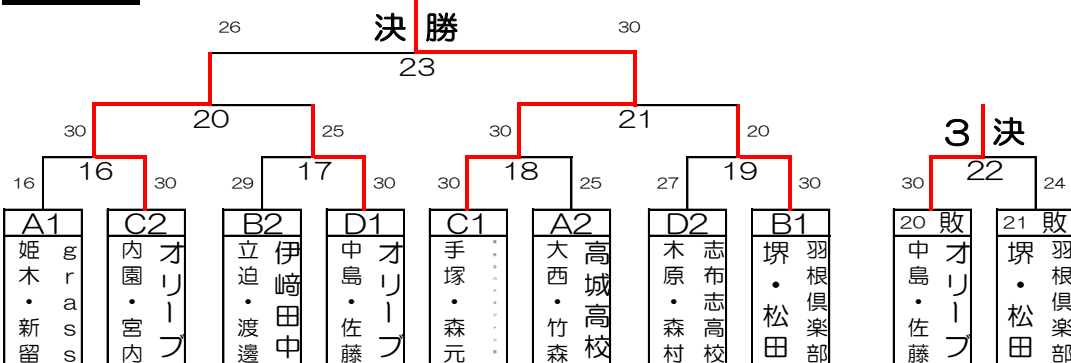 26 決勝 30
23
30 20 25 30 21 20 3決
16 16 30 29 17 30 30 18 25 27 19 30 30 22 24
A1 C2 B2 D1 C1 A2 D2 B1 20敗 21敗
姫木・新留 grass
内園・宮内 オリーブ
立迫・渡邊 伊﨑田中
中島・佐藤 オリーブ
手塚・森元
大西・竹森 高城高校
木原・森村 志布志高校
堺・松田 羽根倶楽部
中島・佐藤 オリーブ
堺・松田 羽根倶楽部